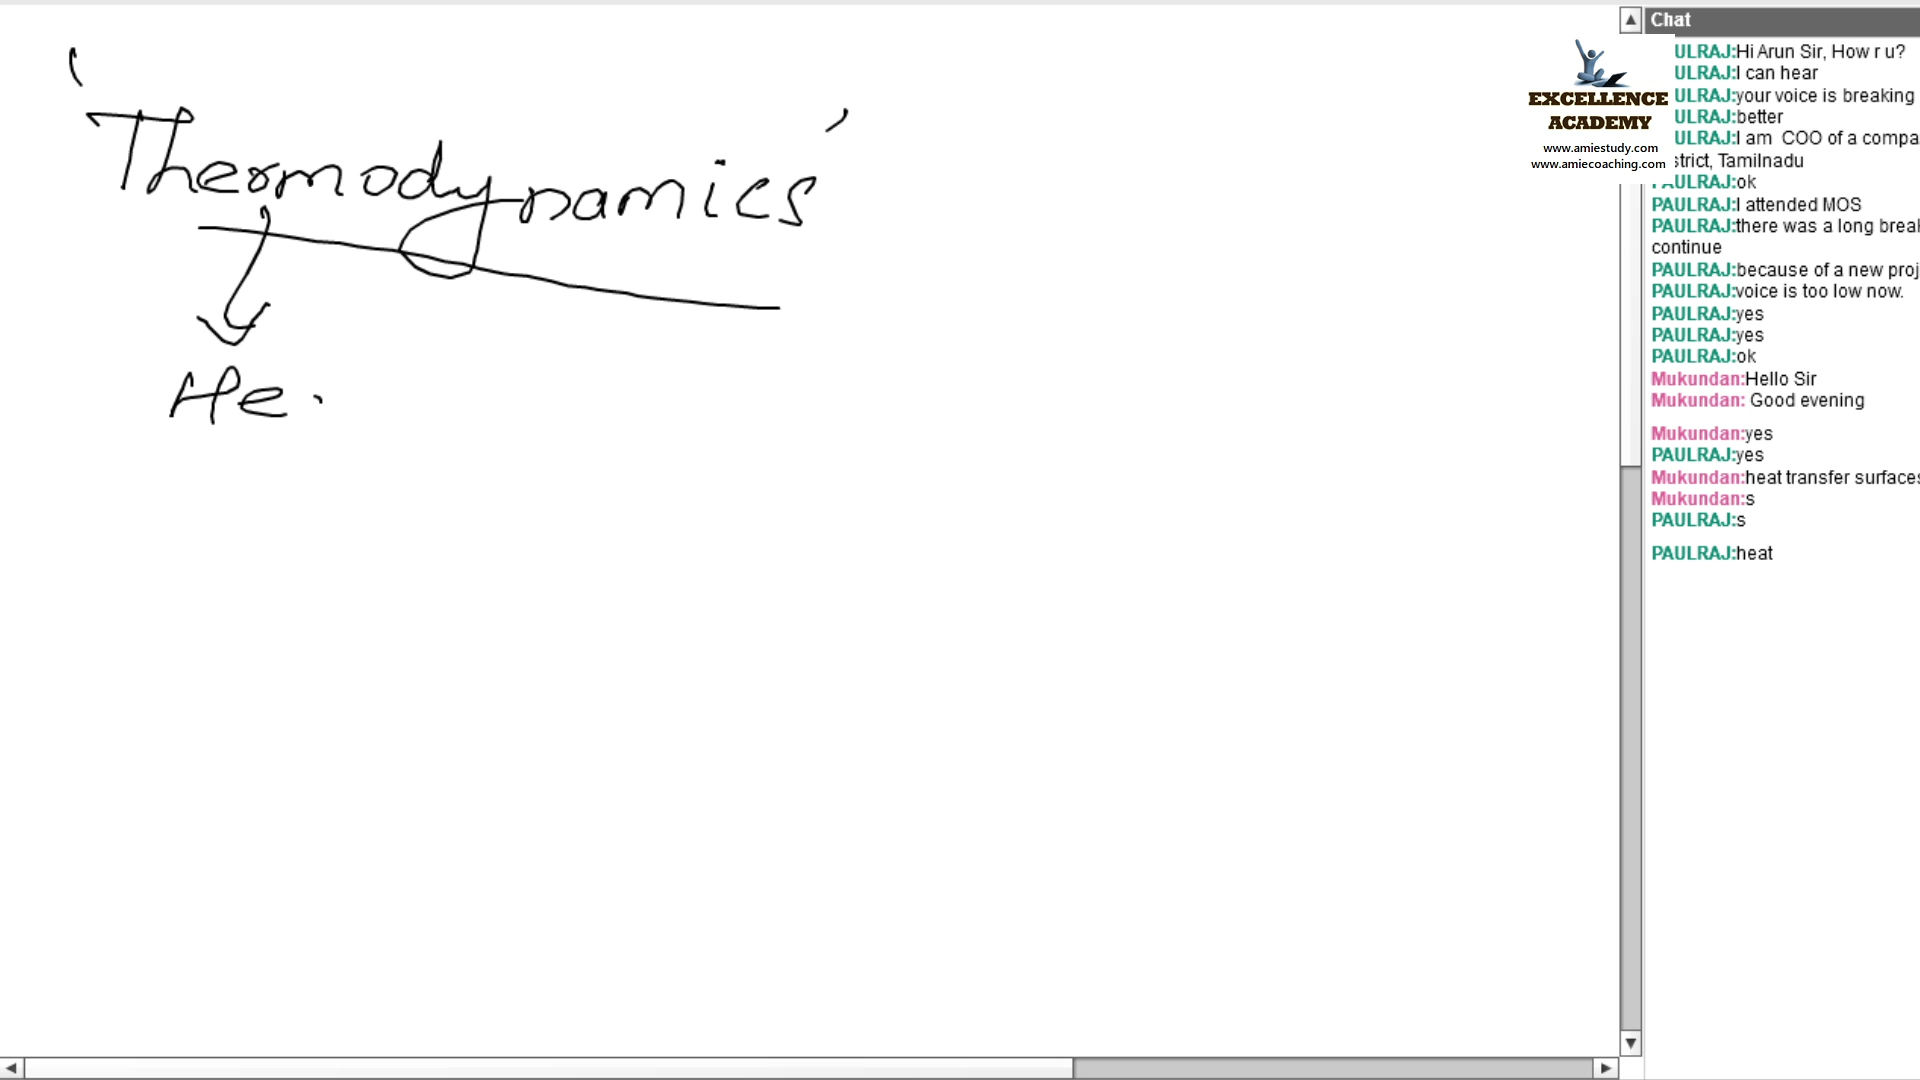 'Thermodynamics'
He
Chat
EXCELLENCE
ACADEMY
www.amiestudy.com
www.amiecoaching.com
ULRAJ:Hi Arun Sir, How r u?
ULRAJ:I can hear
ULRAJ:your voice is breaking
ULRAJ:better
ULRAJ:I am COO of a compa
strict, Tamilnadu
PAULRAJ:ok
PAULRAJ:I attended MOS
PAULRAJ:there was a long break
continue
PAULRAJ:because of a new proj
PAULRAJ:voice is too low now.
PAULRAJ:yes
PAULRAJ:yes
PAULRAJ:ok
Mukundan:Hello Sir
Mukundan: Good evening
Mukundan:yes
PAULRAJ:yes
Mukundan:heat transfer surfaces
Mukundan:s
PAULRAJ:s
PAULRAJ:heat